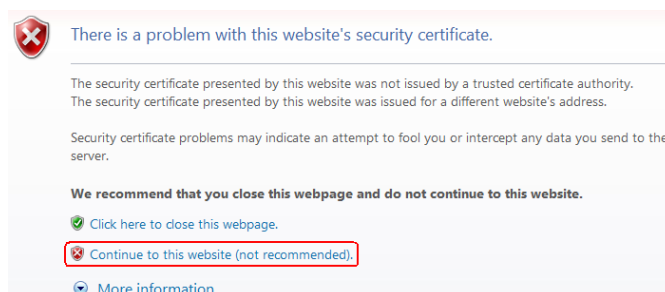 There is a problem with this website's security certificate.
The security certificate presented by this website was not issued by a trusted certificate authority.
The security certificate presented by this website was issued for a different website's address.
Security certificate problems may indicate an attempt to fool you or intercept any data you send to the
server.
We recommend that you close this webpage and do not continue to this website.
Click here to close this webpage.
Continue to this website (not recommended).
More information